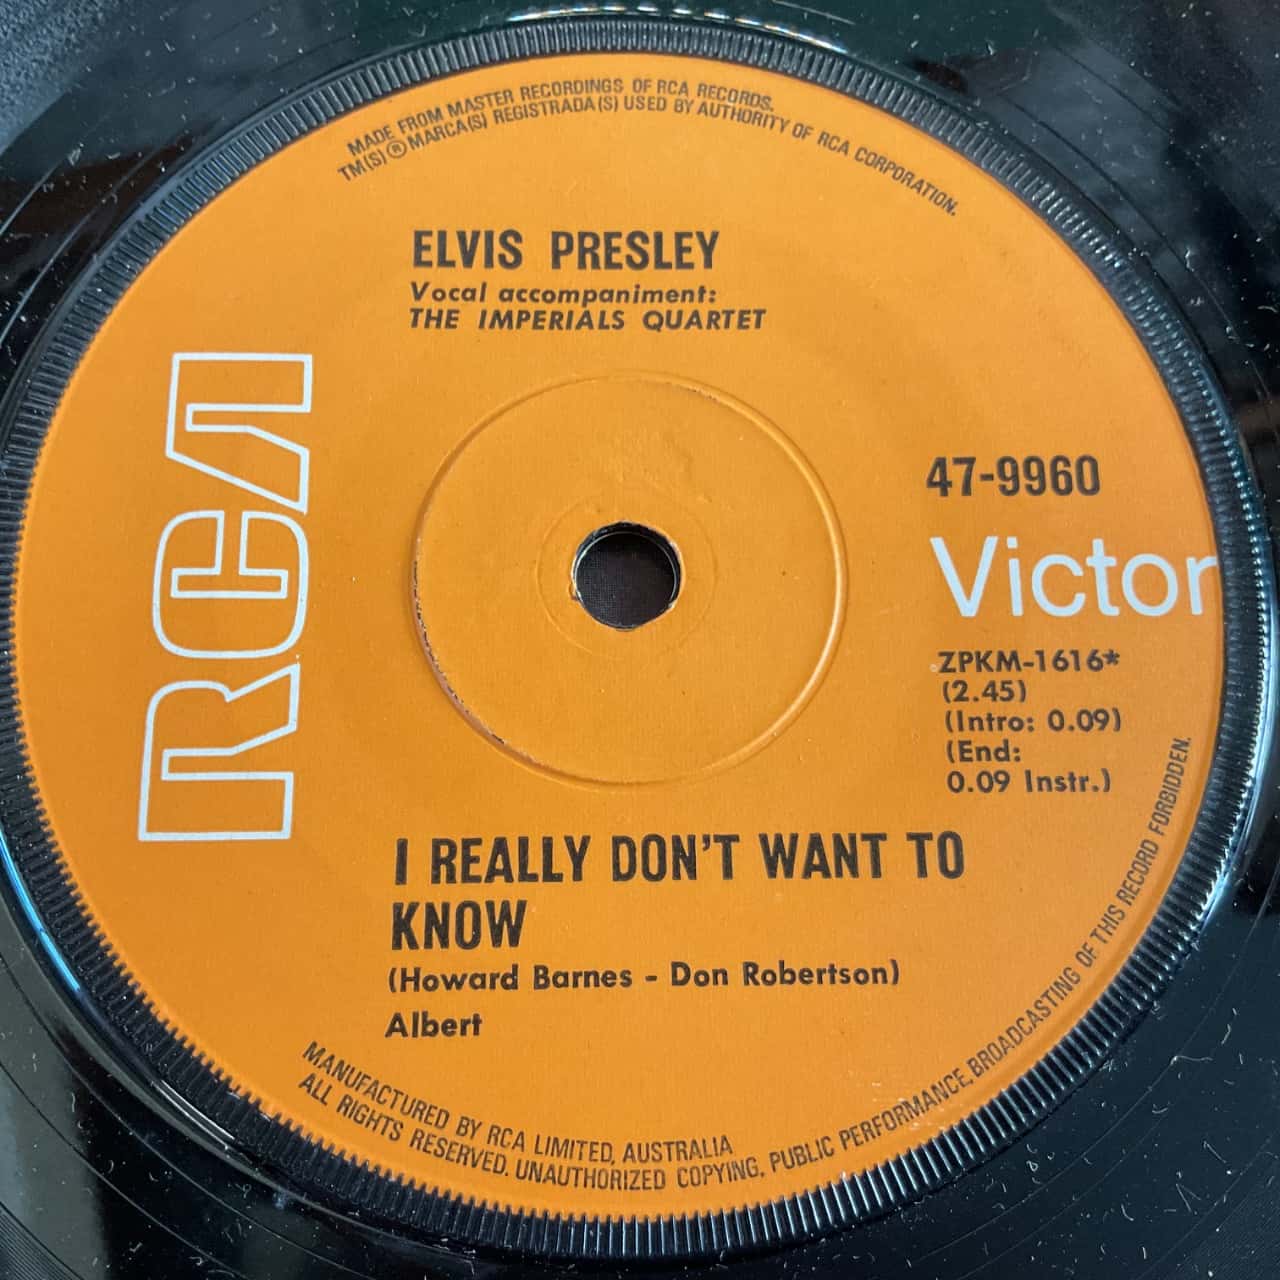 MADE FROM MASTER RECORDINGS OF RCA RECORDS.
TM(S) ® MARCA(S) REGISTRADA(S) USED BY AUTHORITY OF RCA CORPORATION.
ELVIS PRESLEY
Vocal accompaniment:
THE IMPERIALS QUARTET
RCA
47-9960
Victor
ZPKM-1616*
(2.45)
(Intro: 0.09)
(End:
0.09 Instr.)
I REALLY DON'T WANT TO
KNOW
(Howard Barnes - Don Robertson)
Albert
MANUFACTURED BY RCA LIMITED, AUSTRALIA
ALL RIGHTS RESERVED. UNAUTHORIZED COPYING, PUBLIC PERFORMANCE, BROADCASTING OF THIS RECORD FORBIDDEN.